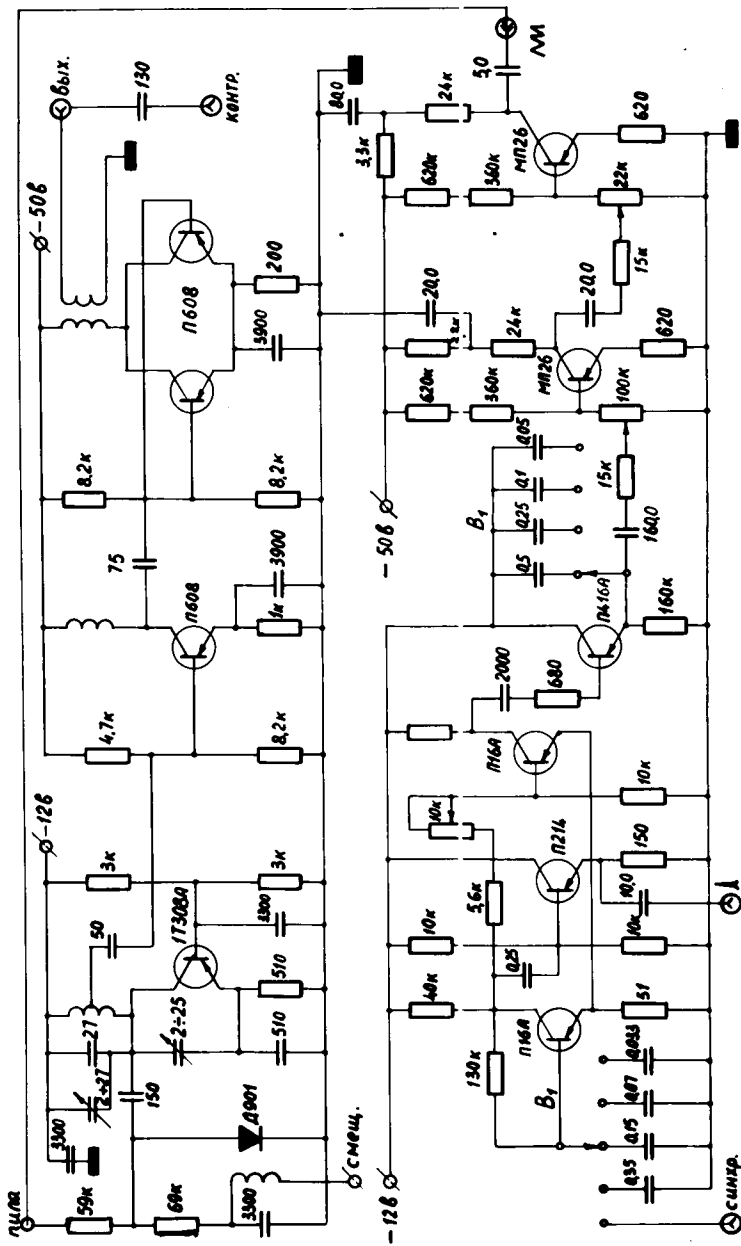 пила
59к
68к
3300
смещ.
3300
2÷27
27
150
Д901
50
-12в
3к
3к
3300
1Т308А
2÷25
510
510
4,7к
8,2к
П608
1к
3900
75
8,2к
8,2к
-50в
П608
3900
200
вых.
130
контр.
80,0
-12в
синхр.
0,35
0,15
0,07
0,033
В₁
130к
П16А
51
40к
0,25
10к
10к
5,6к
П214
10,0
150
10к
10к
П16А
2000
680
П416А
160к
- 50в
В₁
0,5
0,25
0,1
0,05
160,0
15к
100к
620к
360к
МП26
620
24к
20,0
20,0
15к
22к
620к
360к
МП26
620
3,3к
24к
5,0